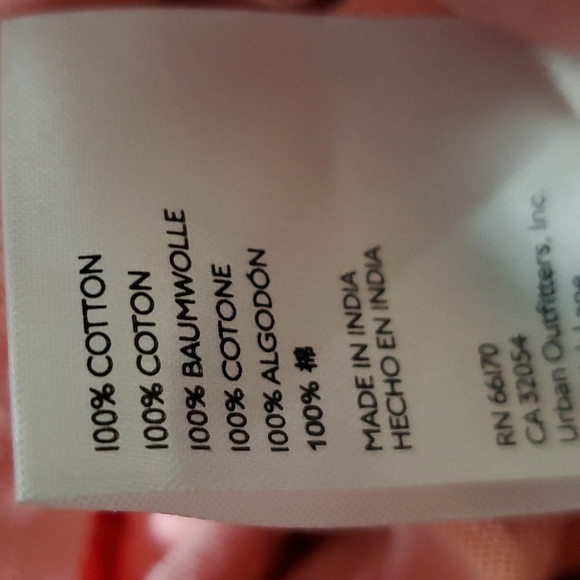 100% COTTON
100% COTON
100% BAUMWOLLE
100% COTONE
100% ALGODÓN
100% 棉
MADE IN INDIA
HECHO EN INDIA
RN 66170
CA 32054
Urban Outfitters, Inc.